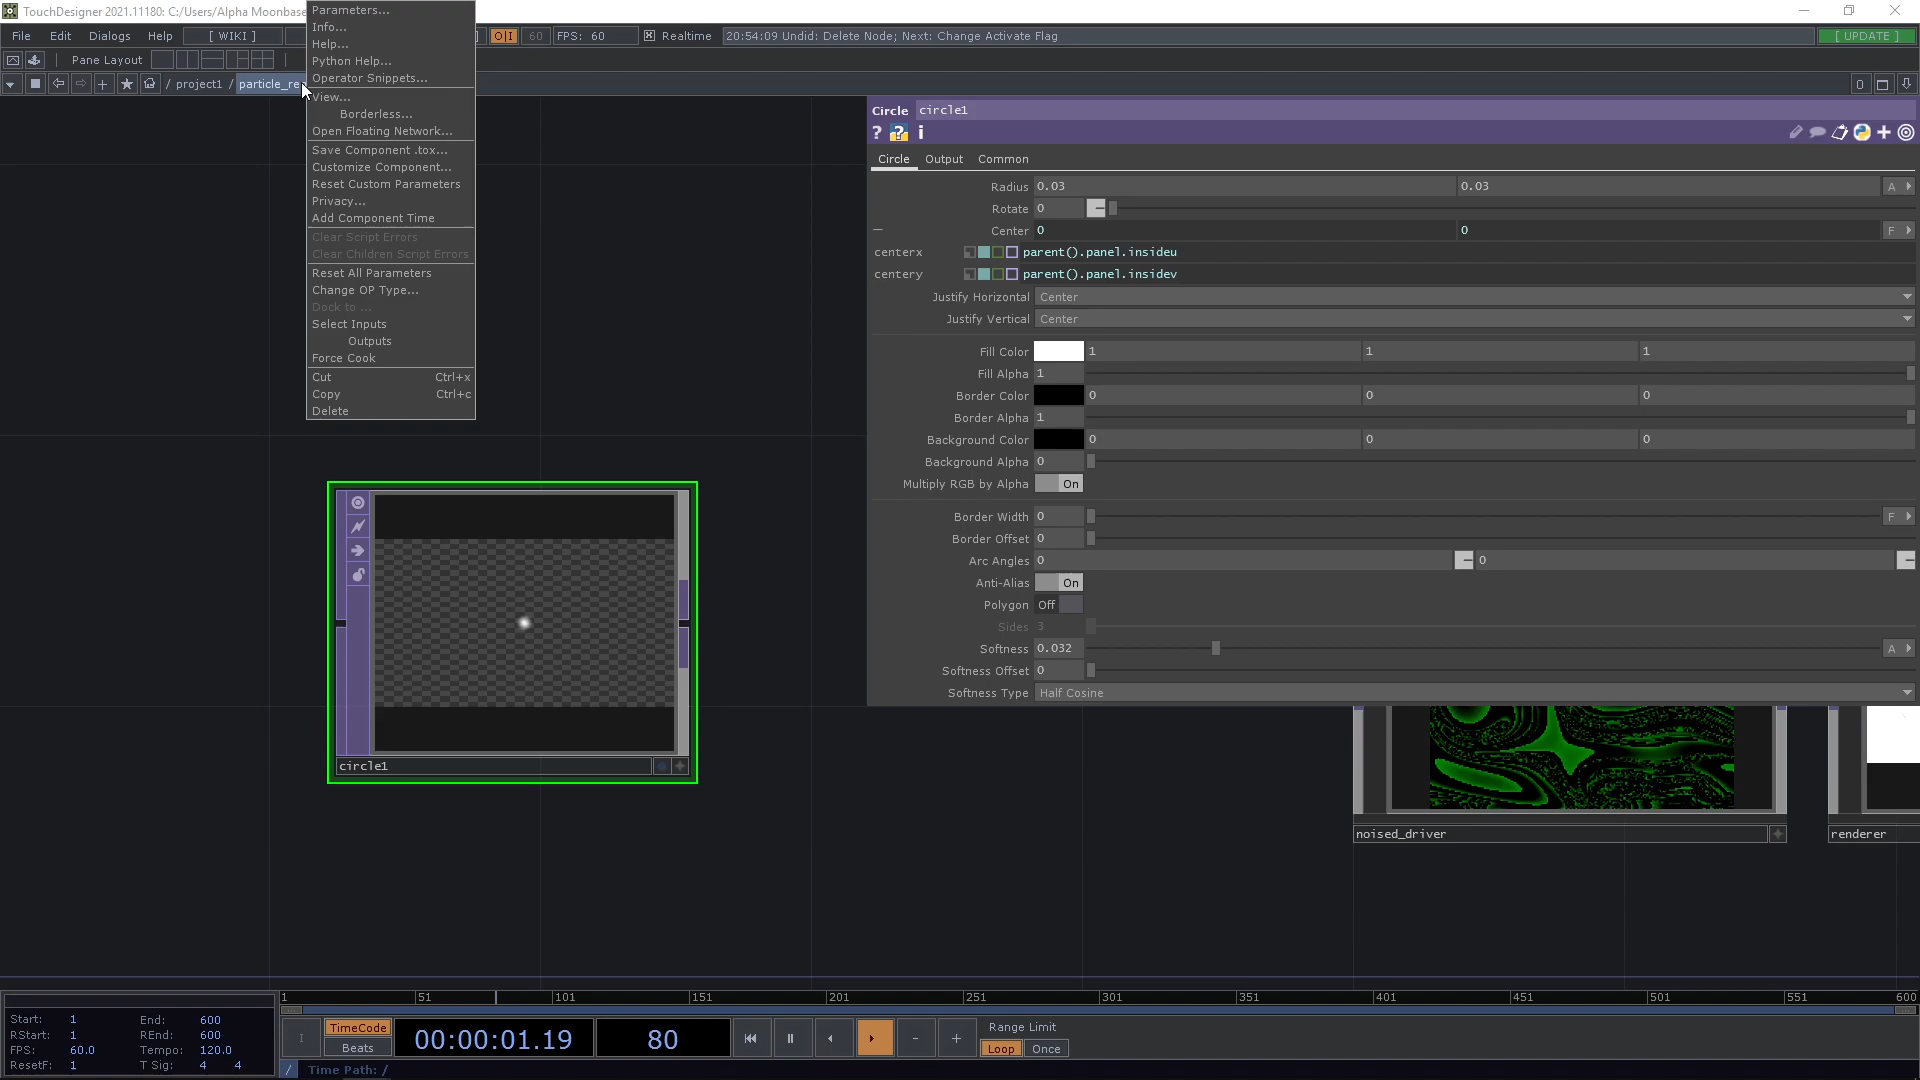 TouchDesigner 2021.11180: C:/Users/Alpha Moonbase
File Edit Dialogs Help [ WIKI ] ] O|I 60 FPS: 60 Realtime 20:54:09 Undid: Delete Node; Next: Change Activate Flag [ UPDATE ]
Pane Layout
/ project1 / particle_re 0
Parameters...
Info...
Help...
Python Help...
Operator Snippets...
View...
Borderless...
Open Floating Network...
Save Component .tox...
Customize Component...
Reset Custom Parameters
Privacy...
Add Component Time
Clear Script Errors
Clear Children Script Errors
Reset All Parameters
Change OP Type...
Dock to ...
Select Inputs
Outputs
Force Cook
Cut Ctrl+x
Copy Ctrl+c
Delete
Circle circle1
? ? i
Circle Output Common
Radius 0.03 0.03 A
Rotate 0
Center 0 0 F
centerx parent().panel.insideu
centery parent().panel.insidev
Justify Horizontal Center
Justify Vertical Center
Fill Color 1 1 1
Fill Alpha 1
Border Color 0 0 0
Border Alpha 1
Background Color 0 0 0
Background Alpha 0
Multiply RGB by Alpha On
Border Width 0 F
Border Offset 0
Arc Angles 0 0
Anti-Alias On
Polygon Off
Sides 3
Softness 0.032 A
Softness Offset 0
Softness Type Half Cosine
circle1
noised_driver
renderer
1 51 101 151 201 251 301 351 401 451 501 551 600
Start: 1 End: 600
RStart: 1 REnd: 600
FPS: 60.0 Tempo: 120.0
ResetF: 1 T Sig: 4 4
I TimeCode
Beats
00:00:01.19 80 - +
Range Limit
Loop Once
/ Time Path: /